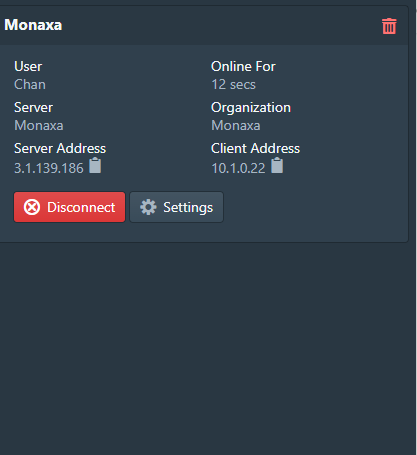 Monaxa
User Online For
Chan 12 secs
Server Organization
Monaxa Monaxa
Server Address Client Address
3.1.139.186 10.1.0.22
Disconnect Settings